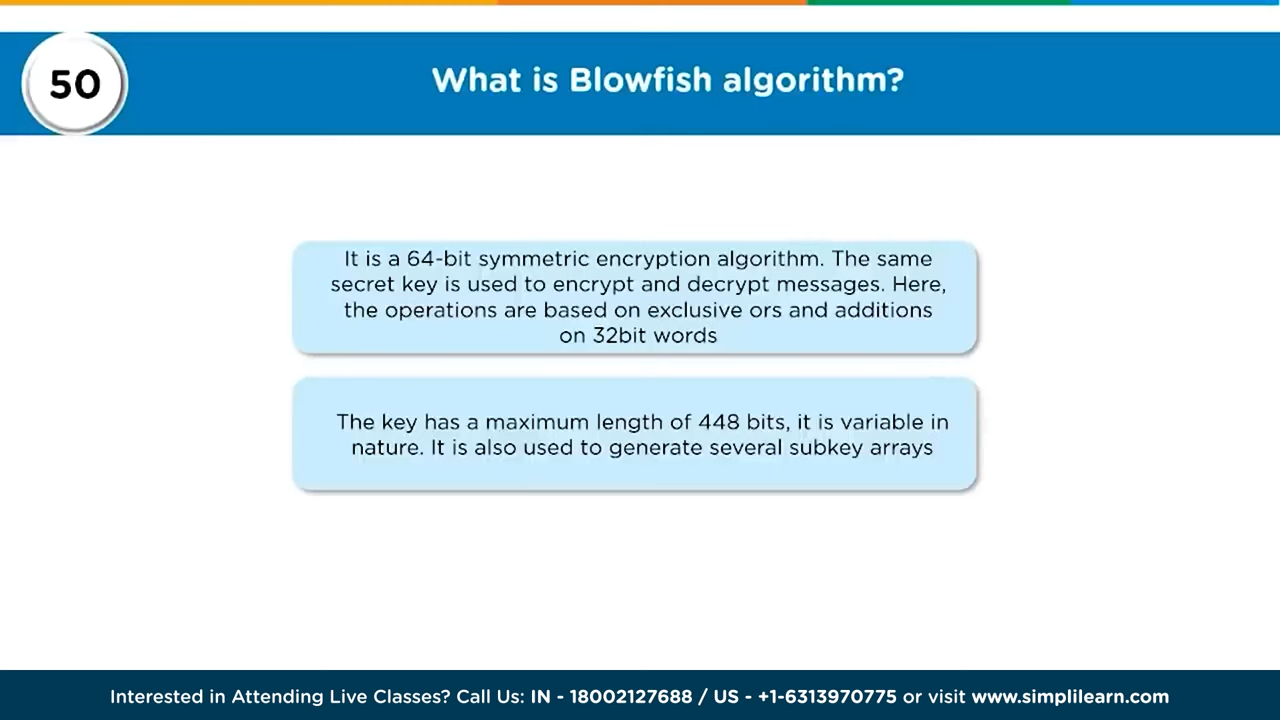 50
What is Blowfish algorithm?
It is a 64-bit symmetric encryption algorithm. The same
secret key is used to encrypt and decrypt messages. Here,
the operations are based on exclusive ors and additions
on 32bit words
The key has a maximum length of 448 bits, it is variable in
nature. It is also used to generate several subkey arrays
Interested in Attending Live Classes? Call Us: IN - 18002127688 / US - +1-6313970775 or visit www.simplilearn.com